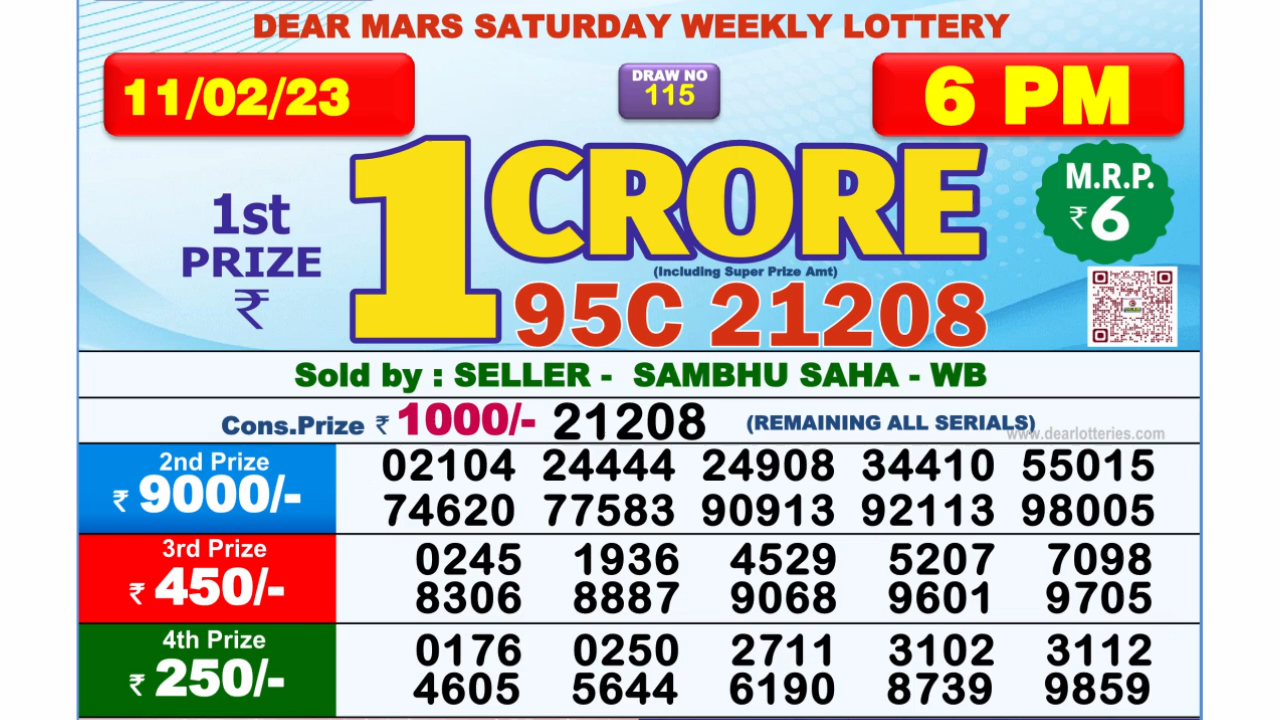 DEAR MARS SATURDAY WEEKLY LOTTERY
11/02/23
DRAW NO
115
6 PM
1 CRORE
M.R.P.
₹6
1st
PRIZE
₹
(Including Super Prize Amt)
95C 21208
Sold by : SELLER - SAMBHU SAHA - WB
Cons.Prize ₹ 1000/- 21208 (REMAINING ALL SERIALS)
www.dearlotteries.com
2nd Prize
₹ 9000/-
02104 24444 24908 34410 55015
74620 77583 90913 92113 98005
3rd Prize
₹ 450/-
0245 1936 4529 5207 7098
8306 8887 9068 9601 9705
4th Prize
₹ 250/-
0176 0250 2711 3102 3112
4605 5644 6190 8739 9859